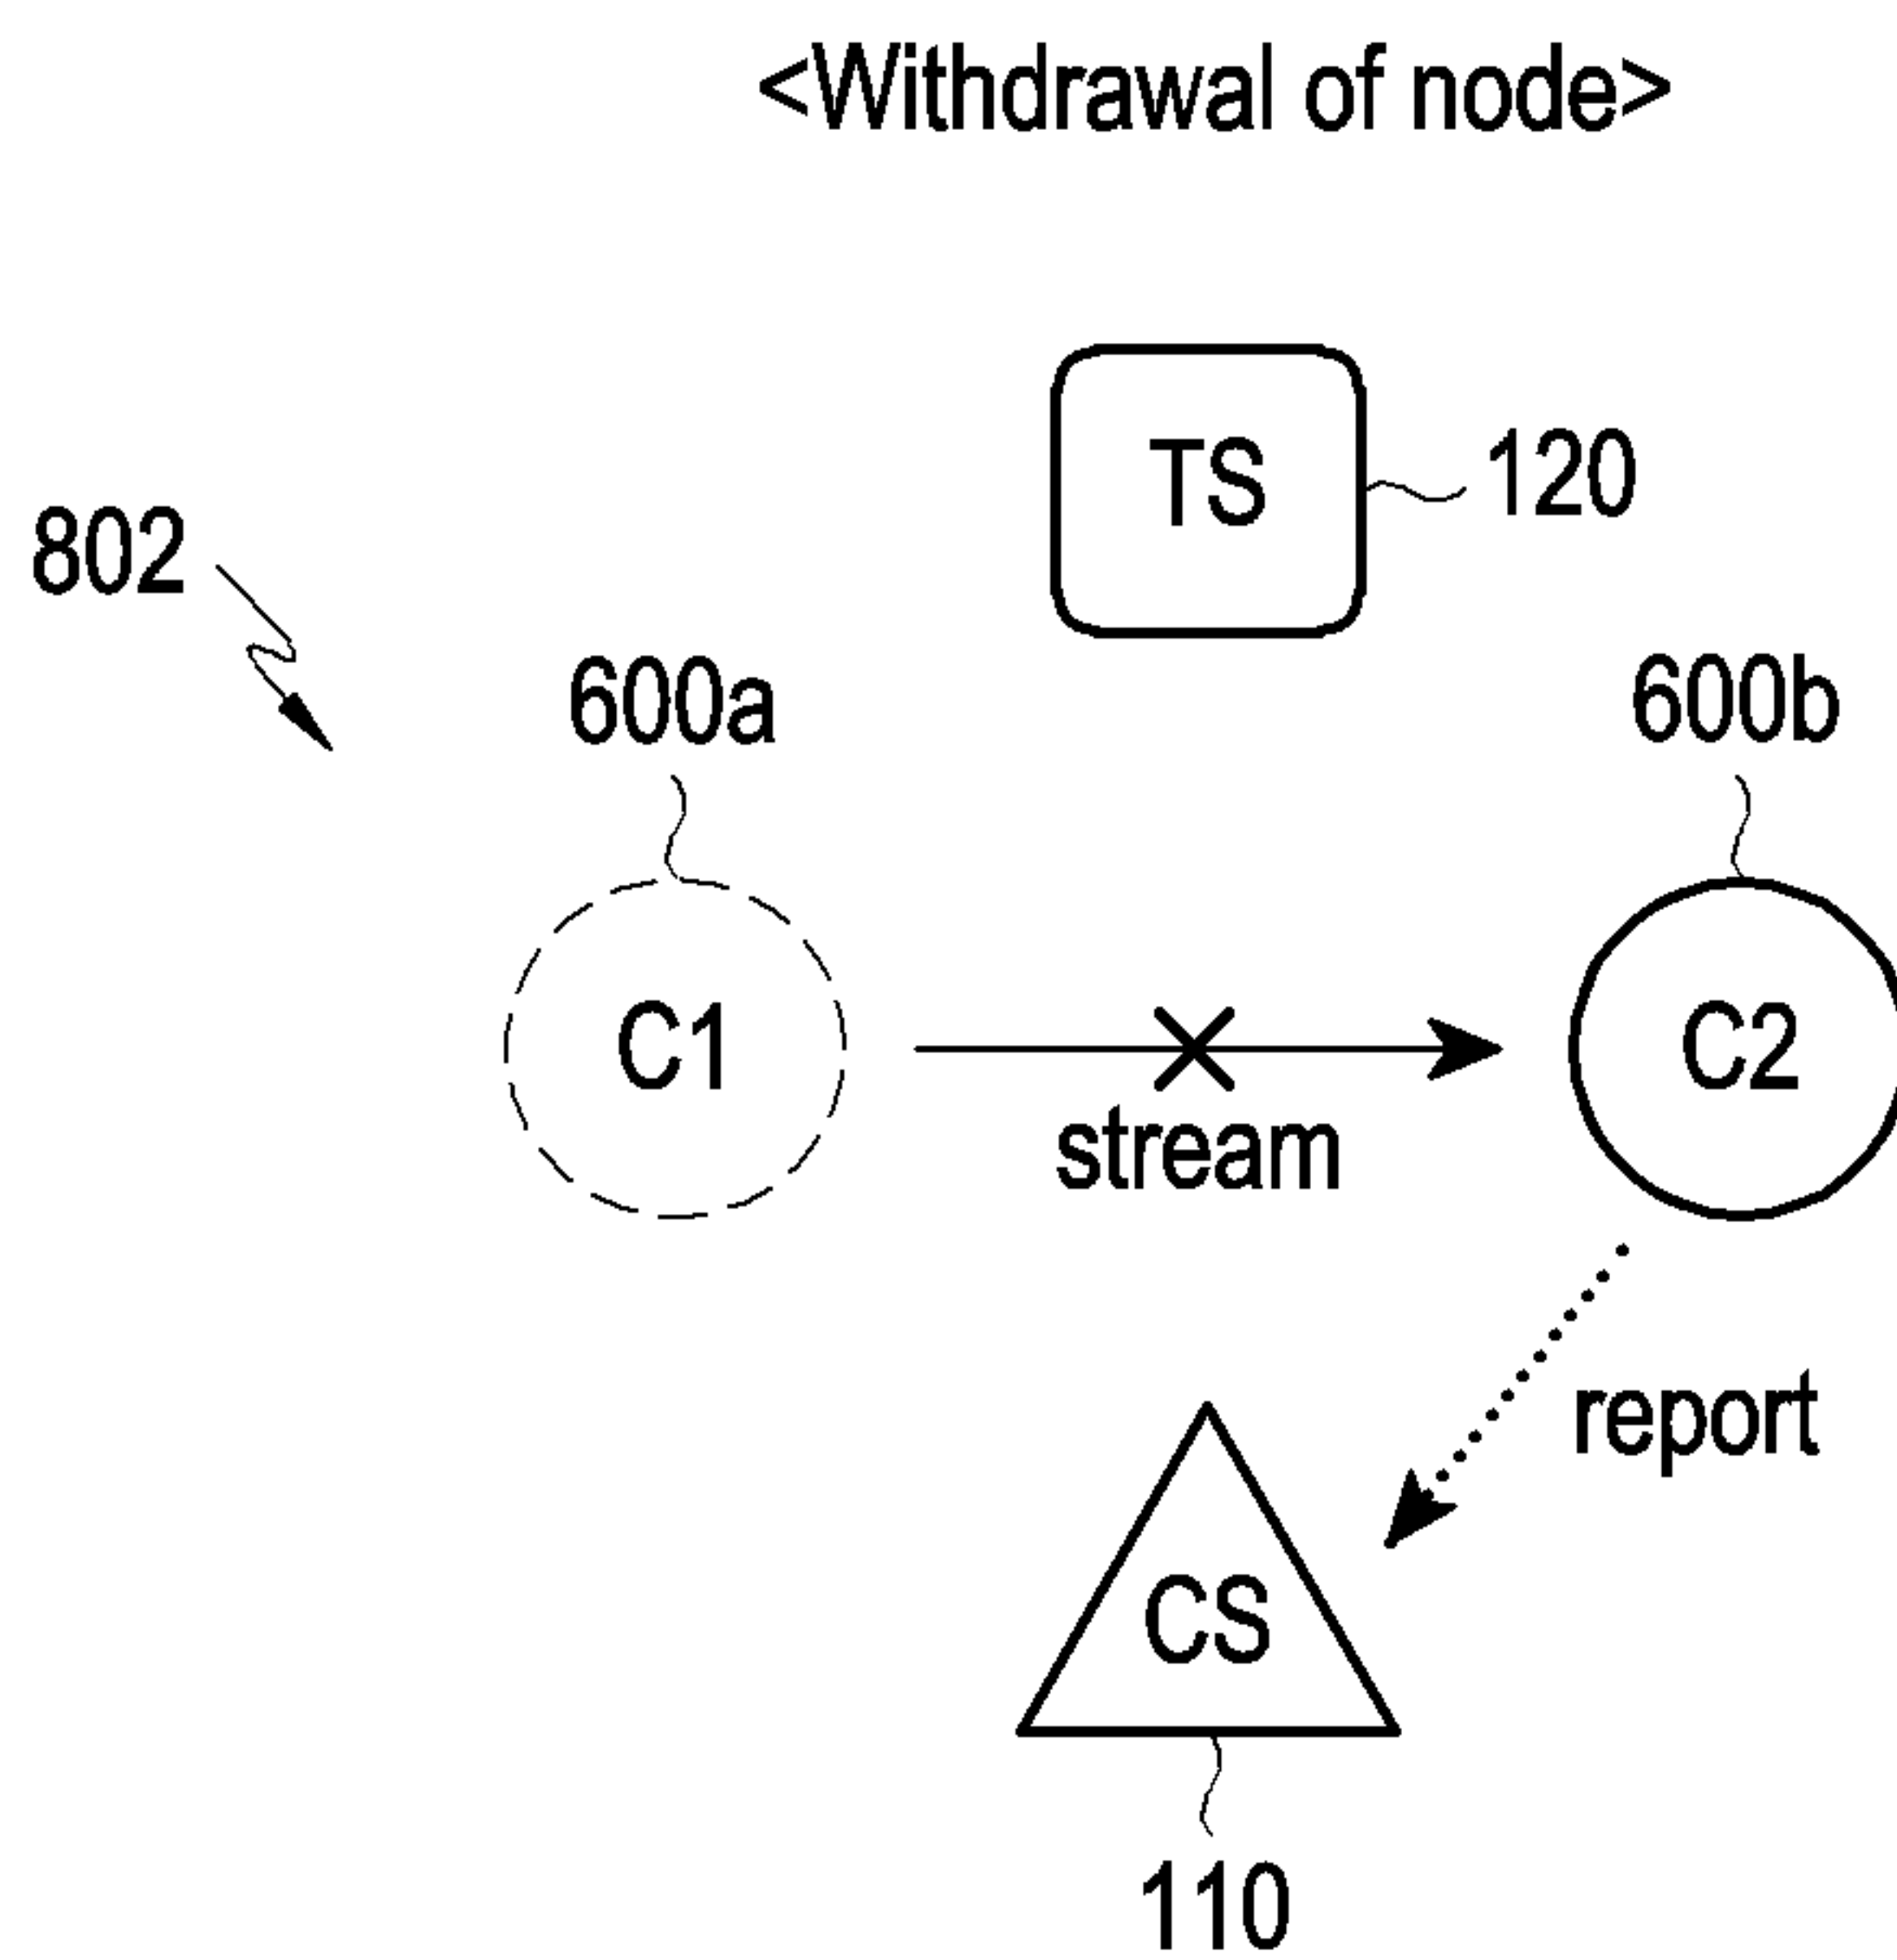 <Withdrawal of node>
TS
120
802
600a
600b
C1
C2
stream
report
CS
110